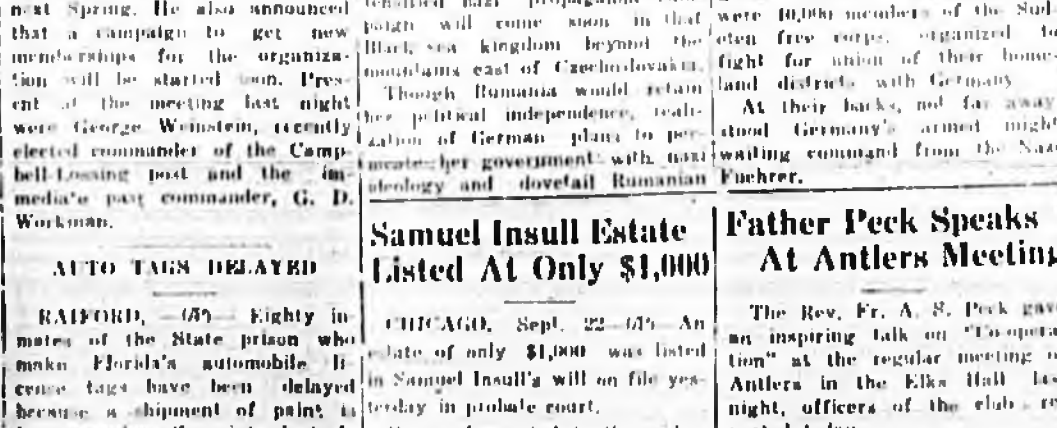 next Spring. He also announced
that a campaign to get new
memberships for the organiza-
tion will be started soon. Pres-
ent at the meeting last night
were George Weinstein, recently
elected commander of the Camp-
bell-Lossing post and the im-
mediate past commander, G. D.
Workman.
AUTO TAGS DELAYED
RAIFORD, — Eighty in-
mates of the State prison who
make Florida's automobile li-
cense tags have been delayed
because a shipment of paint is
paign will come soon in that
Black sea kingdom beyond the
mountains east of Czechoslovakia.
Though Rumania would retain
her political independence, reali-
zation of German plans to per-
meate her government with nazi
ideology and dovetail Rumanian
Samuel Insull Estate
Listed At Only $1,000
CHICAGO, Sept. 22 — An
estate of only $1,000 was listed
in Samuel Insull's will on file yes-
terday in probate court.
were 40,000 members of the Sud-
eten free corps, organized to
fight for union of their home-
land districts with Germany
At their backs, not far away
stood Germany's armed might
waiting command from the Naz
Fuehrer.
Father Peck Speaks
At Antlers Meeting
The Rev. Fr. A. S. Peck gav
an inspiring talk on "Co-opera
tion" at the regular meeting o
Antlers in the Elks Hall las
night, officers of the club re